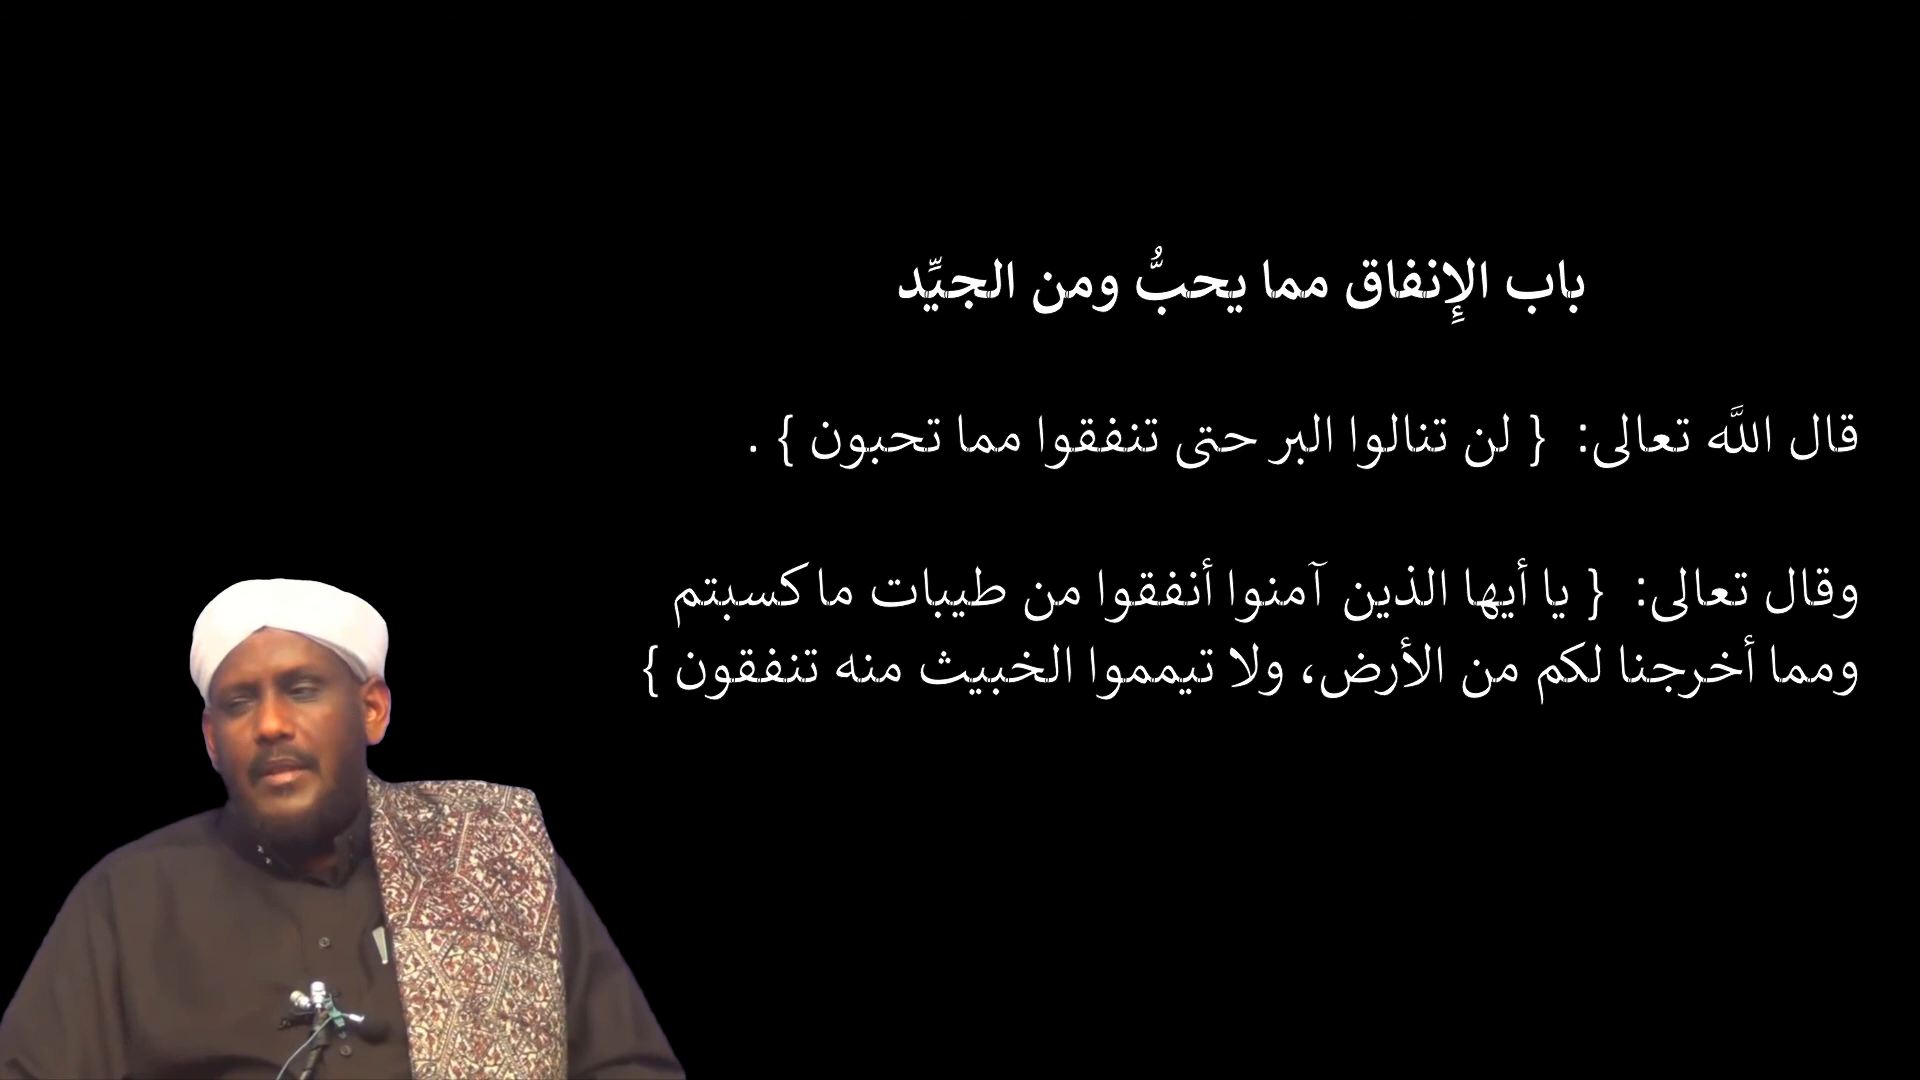 باب الإِنفاق مما يحبُّ ومن الجيِّد
قال اللَّه تعالى: { لن تنالوا البر حتى تنفقوا مما تحبون } .
وقال تعالى: { يا أيها الذين آمنوا أنفقوا من طيبات ما كسبتم
ومما أخرجنا لكم من الأرض، ولا تيمموا الخبيث منه تنفقون }